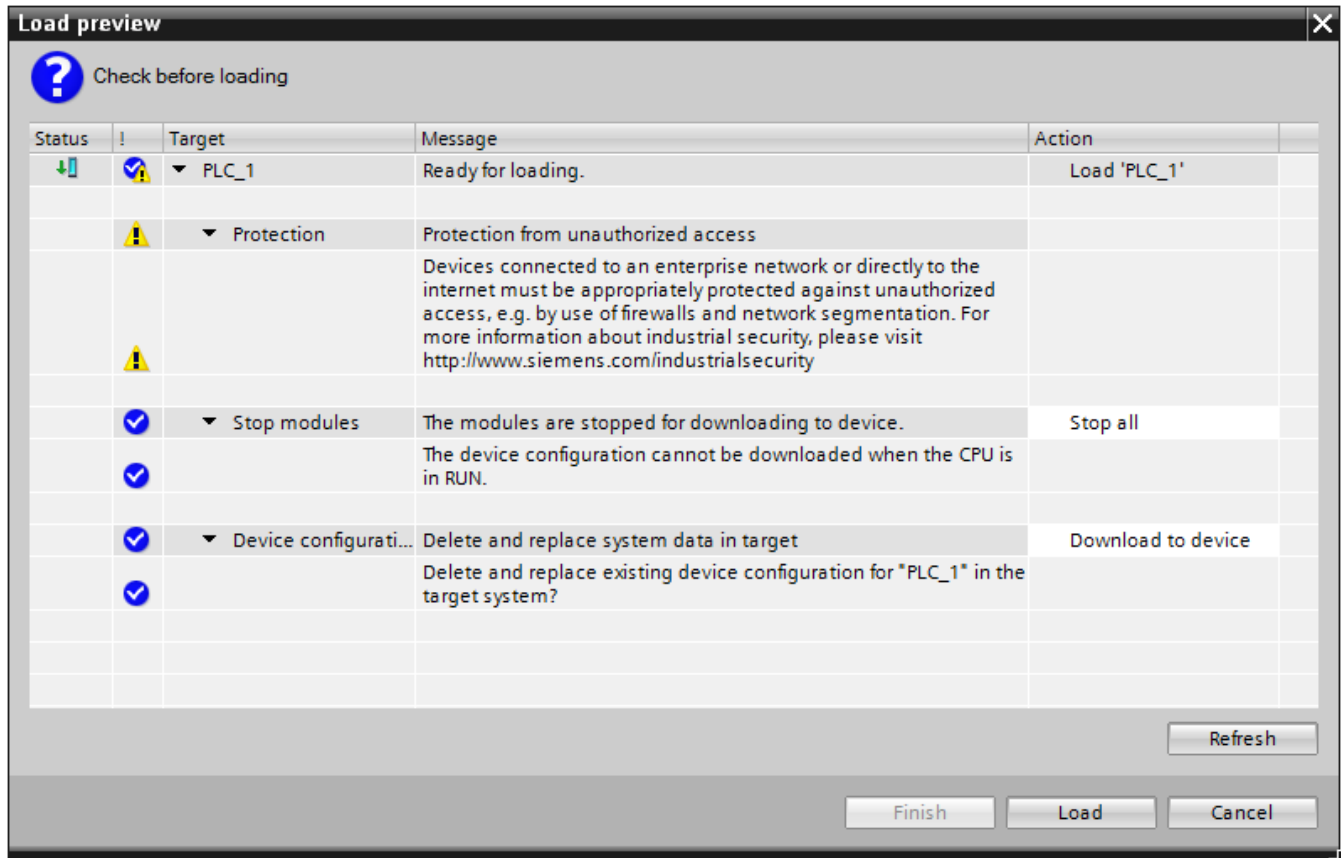 Load preview
Check before loading
Status ! Target Message Action
PLC_1 Ready for loading. Load 'PLC_1'
Protection Protection from unauthorized access
Devices connected to an enterprise network or directly to the
internet must be appropriately protected against unauthorized
access, e.g. by use of firewalls and network segmentation. For
more information about industrial security, please visit
http://www.siemens.com/industrialsecurity
Stop modules The modules are stopped for downloading to device. Stop all
The device configuration cannot be downloaded when the CPU is
in RUN.
Device configurati... Delete and replace system data in target Download to device
Delete and replace existing device configuration for "PLC_1" in the
target system?
Refresh
Finish Load Cancel